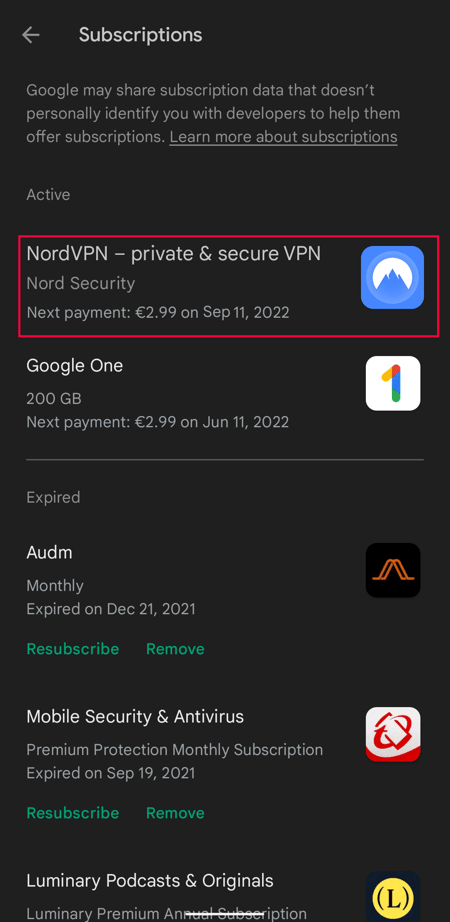 Subscriptions
Google may share subscription data that doesn’t
personally identify you with developers to help them
offer subscriptions. Learn more about subscriptions
Active
NordVPN – private & secure VPN
Nord Security
Next payment: €2.99 on Sep 11, 2022
Google One
200 GB
Next payment: €2.99 on Jun 11, 2022
Expired
Audm
Monthly
Expired on Dec 21, 2021
Resubscribe Remove
Mobile Security & Antivirus
Premium Protection Monthly Subscription
Expired on Sep 19, 2021
Resubscribe Remove
Luminary Podcasts & Originals
(L)
Luminary Premium Annual Subscription